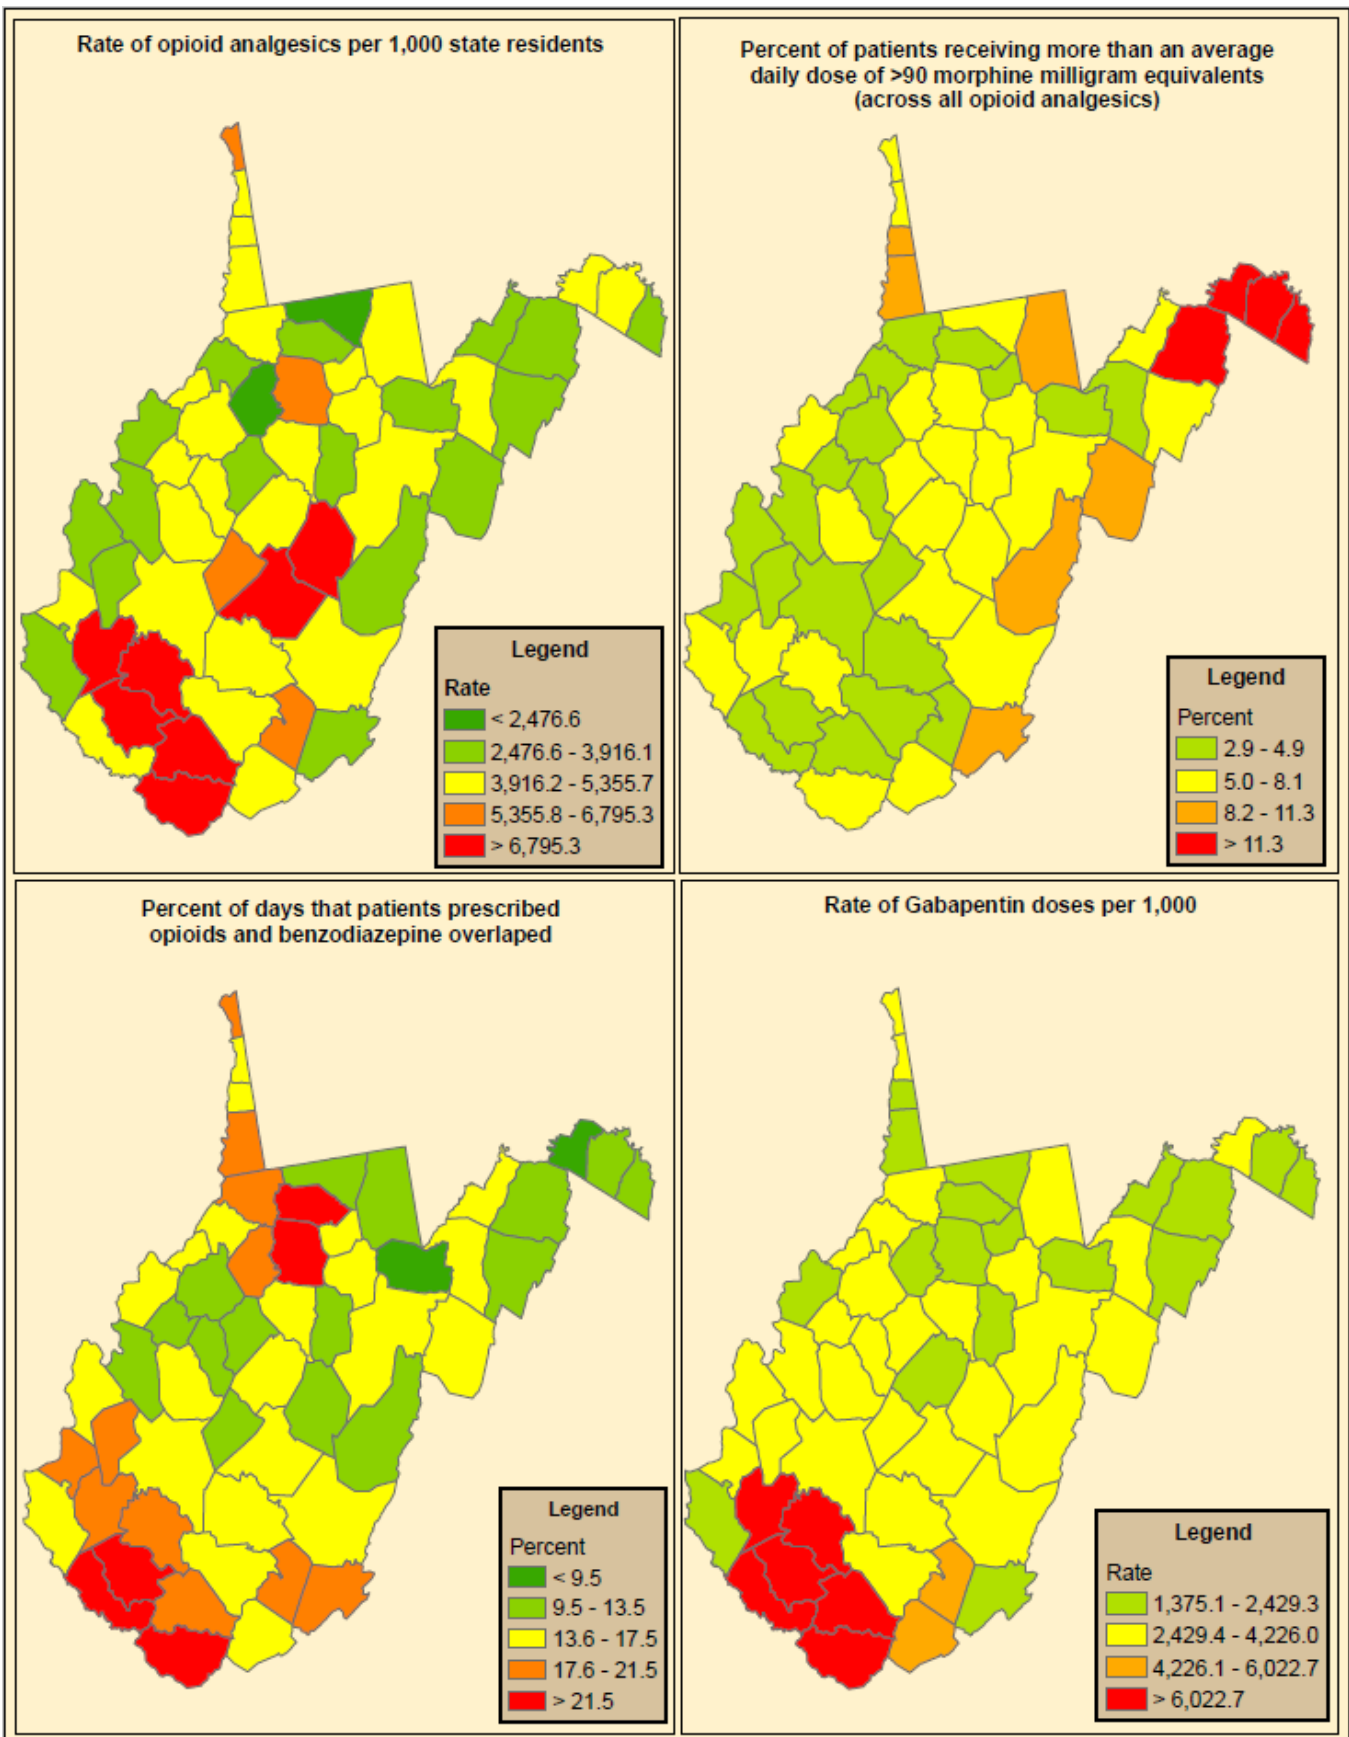 Rate of opioid analgesics per 1,000 state residents
Legend
Rate
< 2,476.6
2,476.6 - 3,916.1
3,916.2 - 5,355.7
5,355.8 - 6,795.3
> 6,795.3
Percent of patients receiving more than an average
daily dose of >90 morphine milligram equivalents
(across all opioid analgesics)
Legend
Percent
2.9 - 4.9
5.0 - 8.1
8.2 - 11.3
> 11.3
Percent of days that patients prescribed
opioids and benzodiazepine overlaped
Legend
Percent
< 9.5
9.5 - 13.5
13.6 - 17.5
17.6 - 21.5
> 21.5
Rate of Gabapentin doses per 1,000
Legend
Rate
1,375.1 - 2,429.3
2,429.4 - 4,226.0
4,226.1 - 6,022.7
> 6,022.7